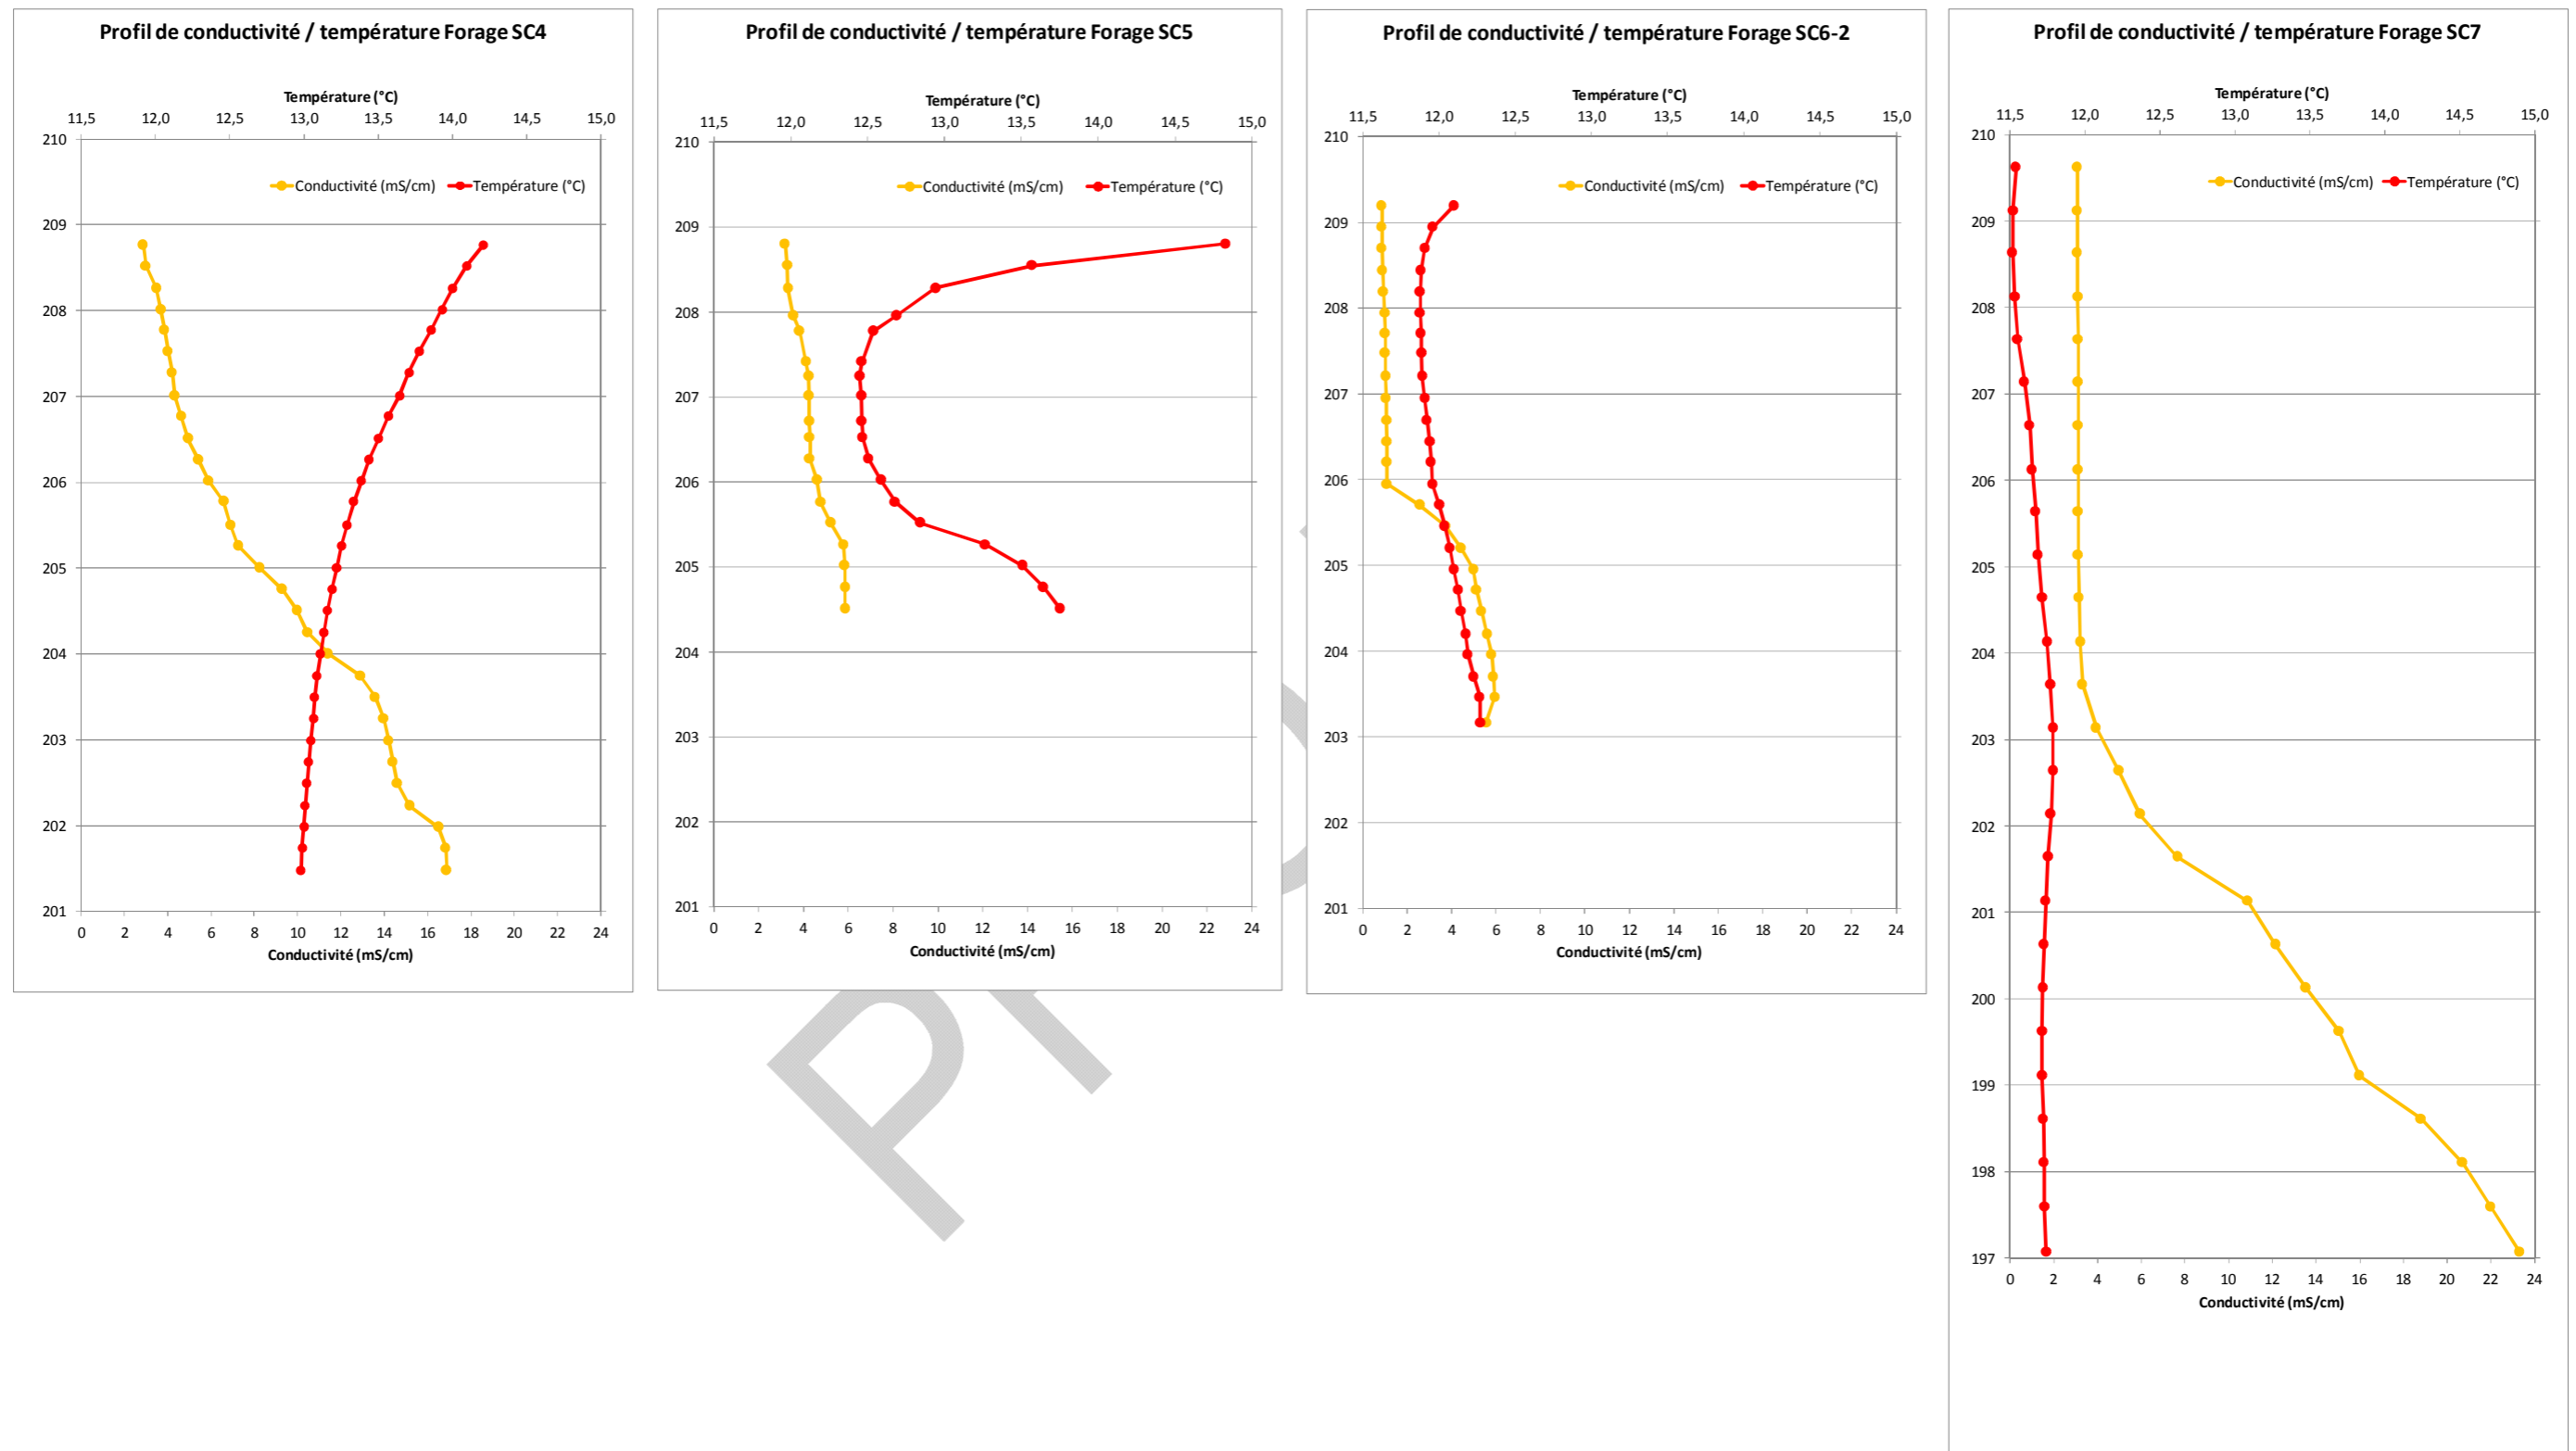 Profil de conductivité / température Forage SC4
Température (°C)
11,5 12,0 12,5 13,0 13,5 14,0 14,5 15,0
Conductivité (mS/cm) Température (°C)
210
209
208
207
206
205
204
203
202
201
0 2 4 6 8 10 12 14 16 18 20 22 24
Conductivité (mS/cm)
Profil de conductivité / température Forage SC5
Température (°C)
11,5 12,0 12,5 13,0 13,5 14,0 14,5 15,0
Conductivité (mS/cm) Température (°C)
210
209
208
207
206
205
204
203
202
201
0 2 4 6 8 10 12 14 16 18 20 22 24
Conductivité (mS/cm)
Profil de conductivité / température Forage SC6-2
Température (°C)
11,5 12,0 12,5 13,0 13,5 14,0 14,5 15,0
Conductivité (mS/cm) Température (°C)
210
209
208
207
206
205
204
203
202
201
0 2 4 6 8 10 12 14 16 18 20 22 24
Conductivité (mS/cm)
Profil de conductivité / température Forage SC7
Température (°C)
11,5 12,0 12,5 13,0 13,5 14,0 14,5 15,0
Conductivité (mS/cm) Température (°C)
210
209
208
207
206
205
204
203
202
201
200
199
198
197
0 2 4 6 8 10 12 14 16 18 20 22 24
Conductivité (mS/cm)